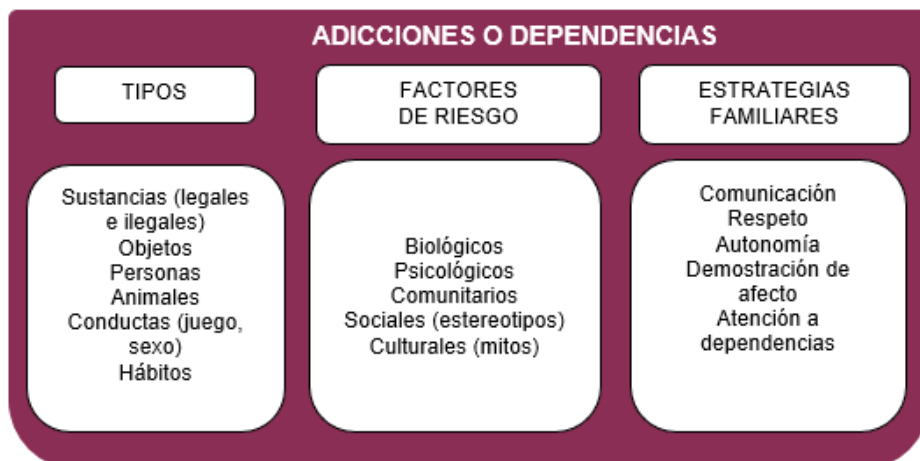 ADICCIONES O DEPENDENCIAS
TIPOS
Sustancias (legales
e ilegales)
Objetos
Personas
Animales
Conductas (juego,
sexo)
Hábitos
FACTORES
DE RIESGO
Biológicos
Psicológicos
Comunitarios
Sociales (estereotipos)
Culturales (mitos)
ESTRATEGIAS
FAMILIARES
Comunicación
Respeto
Autonomía
Demostración de
afecto
Atención a
dependencias